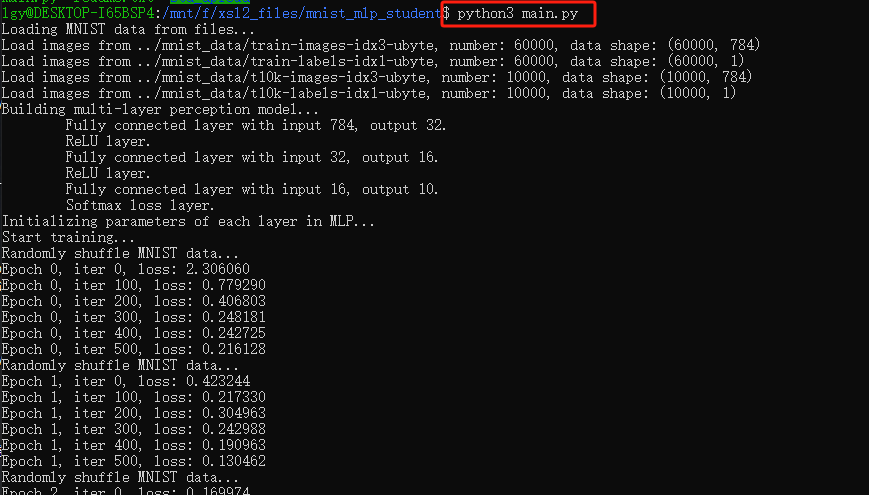 lgy@DESKTOP-I65BSP4:/mnt/f/xs12_files/mnist_mlp_student$ python3 main.py
Loading MNIST data from files...
Load images from ../mnist_data/train-images-idx3-ubyte, number: 60000, data shape: (60000, 784)
Load images from ../mnist_data/train-labels-idx1-ubyte, number: 60000, data shape: (60000, 1)
Load images from ../mnist_data/t10k-images-idx3-ubyte, number: 10000, data shape: (10000, 784)
Load images from ../mnist_data/t10k-labels-idx1-ubyte, number: 10000, data shape: (10000, 1)
Building multi-layer perception model...
Fully connected layer with input 784, output 32.
ReLU layer.
Fully connected layer with input 32, output 16.
ReLU layer.
Fully connected layer with input 16, output 10.
Softmax loss layer.
Initializing parameters of each layer in MLP...
Start training...
Randomly shuffle MNIST data...
Epoch 0, iter 0, loss: 2.306060
Epoch 0, iter 100, loss: 0.779290
Epoch 0, iter 200, loss: 0.406803
Epoch 0, iter 300, loss: 0.248181
Epoch 0, iter 400, loss: 0.242725
Epoch 0, iter 500, loss: 0.216128
Randomly shuffle MNIST data...
Epoch 1, iter 0, loss: 0.423244
Epoch 1, iter 100, loss: 0.217330
Epoch 1, iter 200, loss: 0.304963
Epoch 1, iter 300, loss: 0.242988
Epoch 1, iter 400, loss: 0.190963
Epoch 1, iter 500, loss: 0.130462
Randomly shuffle MNIST data...
Epoch 2, iter 0, loss: 0.169974